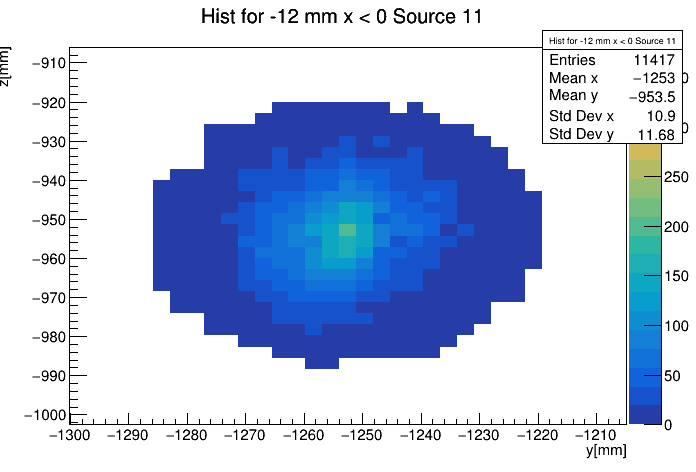 Hist for -12 mm x < 0 Source 11
Hist for -12 mm x < 0 Source 11
Entries 11417
Mean x −1253
Mean y −953.5
Std Dev x 10.9
Std Dev y 11.68
z[mm]
−910
−920
−930
−940
−950
−960
−970
−980
−990
−1000
−1300 −1290 −1280 −1270 −1260 −1250 −1240 −1230 −1220 −1210
y[mm]
250
200
150
100
50
0